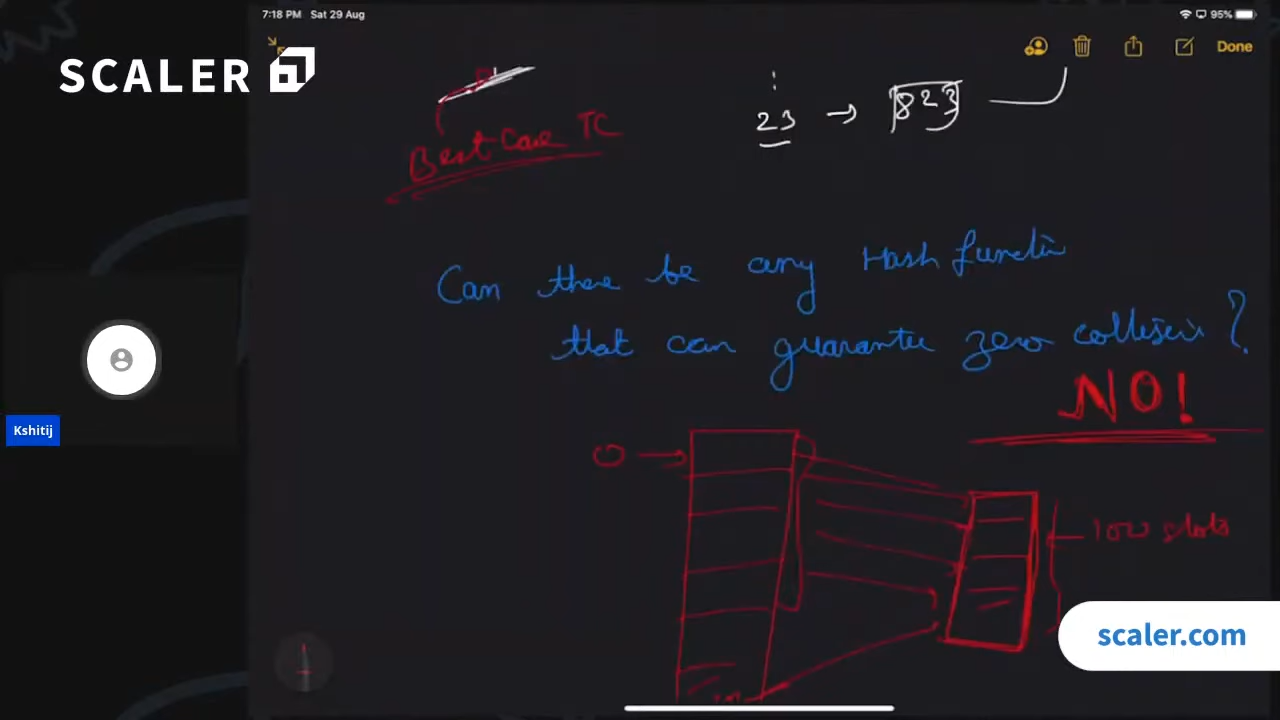 7:18 PM Sat 29 Aug
95%
Done
SCALER
23 → 823
Best Case TC
Can there be any Hash function
that can guarantee zero collision?
NO!
0 →
100 slots
Kshitij
scaler.com